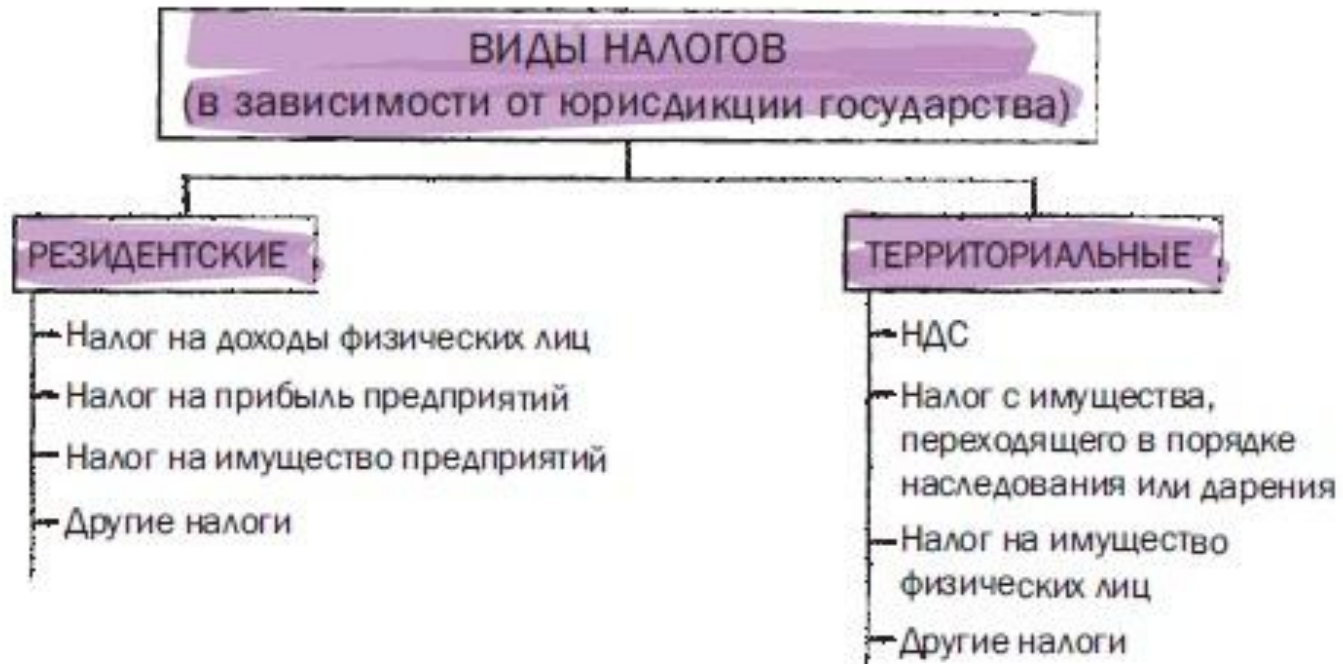 ВИДЫ НАЛОГОВ
(в зависимости от юрисдикции государства)
РЕЗИДЕНТСКИЕ
Налог на доходы физических лиц
Налог на прибыль предприятий
Налог на имущество предприятий
Другие налоги
ТЕРРИТОРИАЛЬНЫЕ
НДС
Налог с имущества,
переходящего в порядке
наследования или дарения
Налог на имущество
физических лиц
Другие налоги